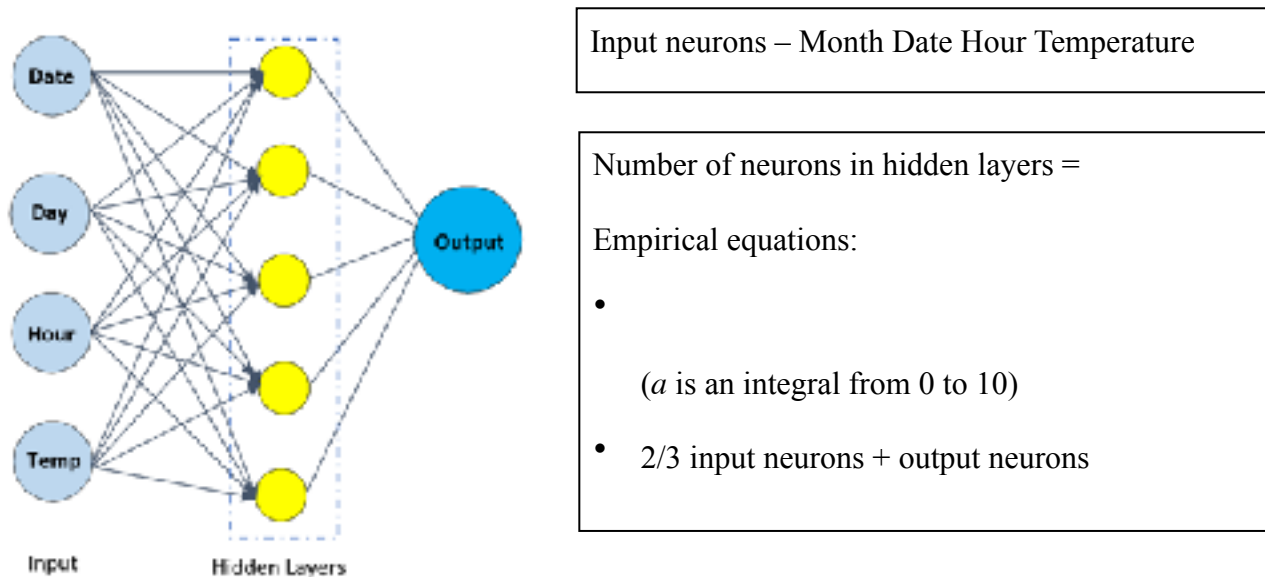 Date
Day
Hour
Temp
Input
Hidden Layers
Output
Input neurons – Month Date Hour Temperature
Number of neurons in hidden layers =
Empirical equations:
•
(a is an integral from 0 to 10)
• 2/3 input neurons + output neurons